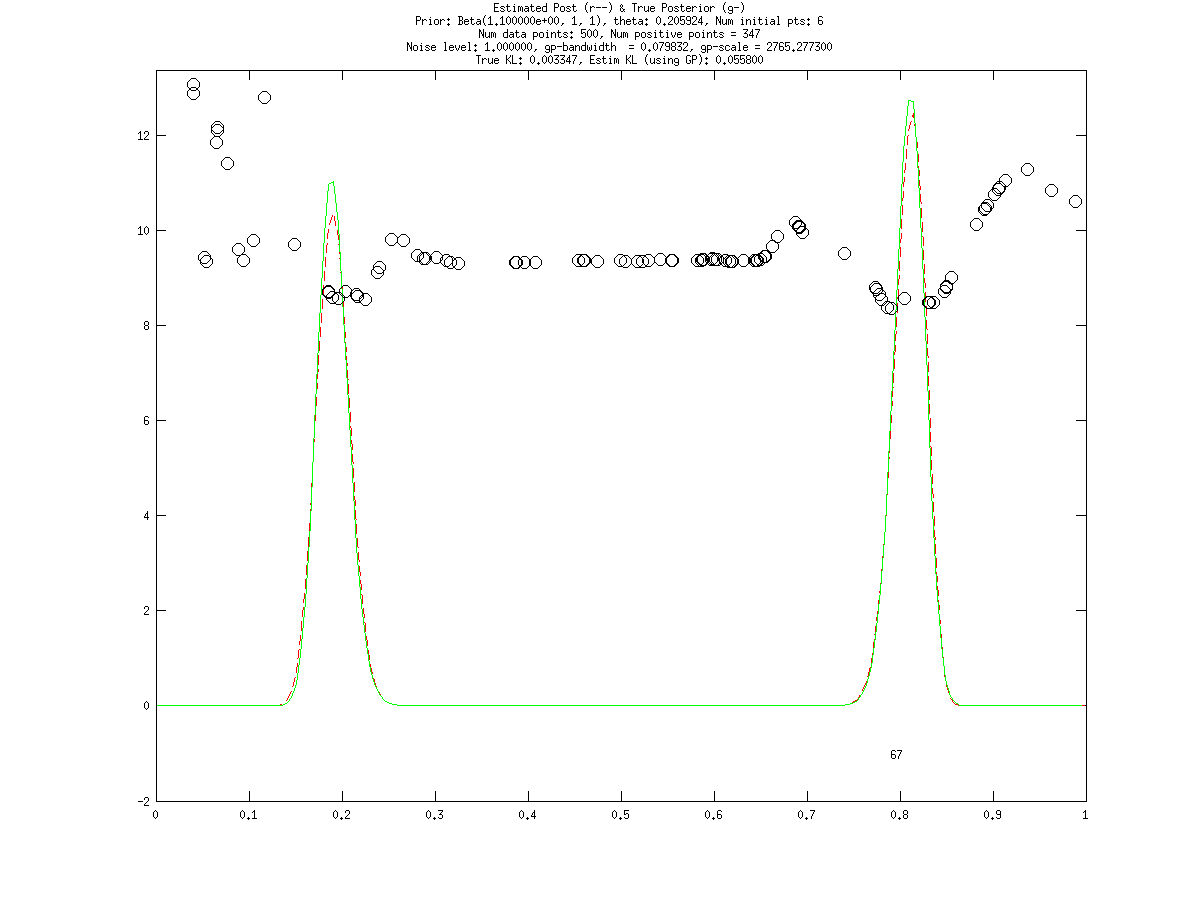 Estimated Post (r--) & True Posterior (g-)
Prior: Beta(1.100000e+00, 1, 1), theta: 0.205924, Num initial pts: 6
Num data points: 500, Num positive points = 347
Noise level: 1.000000, gp-bandwidth  = 0.079832, gp-scale = 2765.277300
True KL: 0.003347, Estim KL (using GP): 0.055800
12
10
8
6
4
2
0
67
-2
0 0.1 0.2 0.3 0.4 0.5 0.6 0.7 0.8 0.9 1